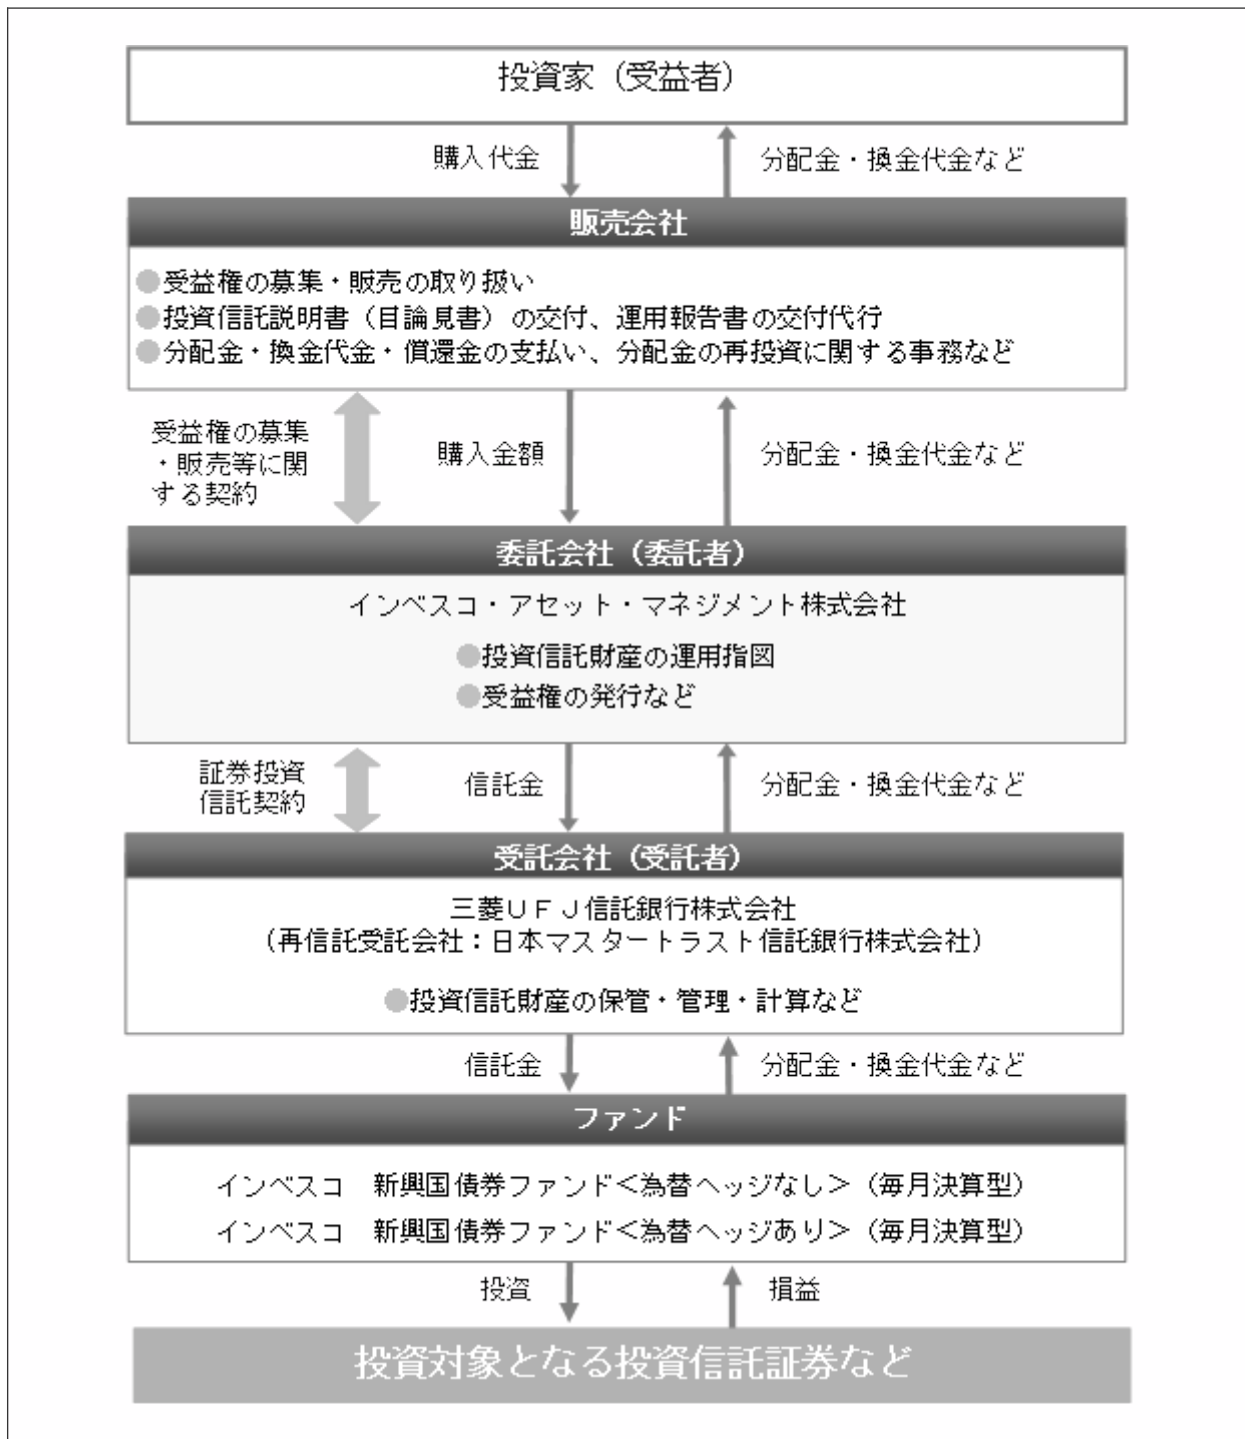 投資家（受益者）
購入代金
分配金・換金代金など
販売会社
●受益権の募集・販売の取り扱い
●投資信託説明書（目論見書）の交付、運用報告書の交付代行
●分配金・換金代金・償還金の支払い、分配金の再投資に関する事務など
受益権の募集
・販売等に関
する契約
購入金額
分配金・換金代金など
委託会社（委託者）
インベスコ・アセット・マネジメント株式会社
●投資信託財産の運用指図
●受益権の発行など
証券投資
信託契約
信託金
分配金・換金代金など
受託会社（受託者）
三菱ＵＦＪ信託銀行株式会社
（再信託受託会社：日本マスタートラスト信託銀行株式会社）
●投資信託財産の保管・管理・計算など
信託金
分配金・換金代金など
ファンド
インベスコ　新興国債券ファンド＜為替ヘッジなし＞（毎月決算型）
インベスコ　新興国債券ファンド＜為替ヘッジあり＞（毎月決算型）
投資
損益
投資対象となる投資信託証券など